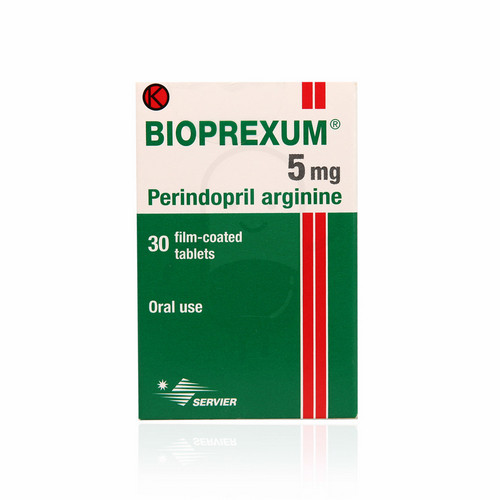 K
BIOPREXUM®
5 mg
Perindopril arginine
30 film-coated
tablets
Oral use
SERVIER